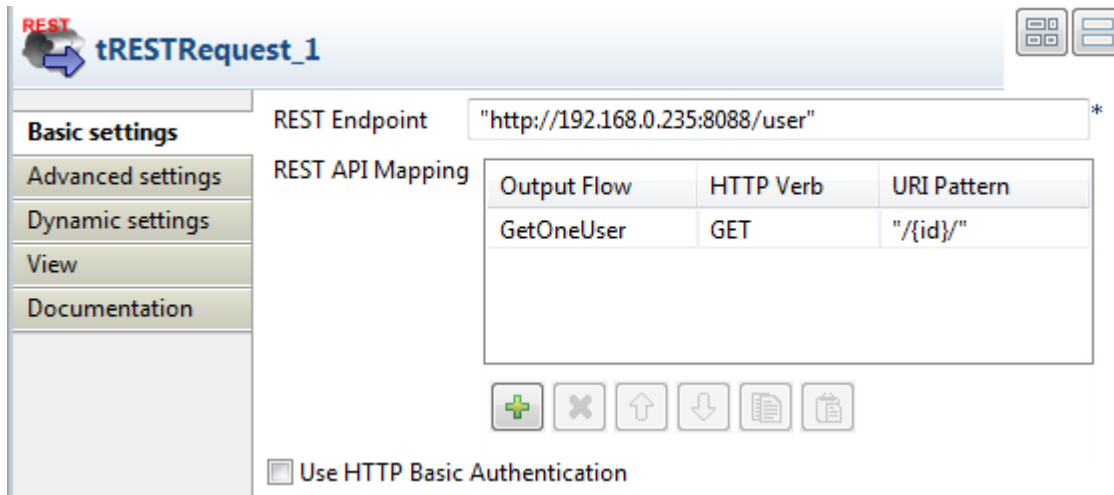 REST
tRESTRequest_1
Basic settings
Advanced settings
Dynamic settings
View
Documentation
REST Endpoint "http://192.168.0.235:8088/user" *
REST API Mapping
Output Flow HTTP Verb URI Pattern
GetOneUser GET "/{id}/"
Use HTTP Basic Authentication